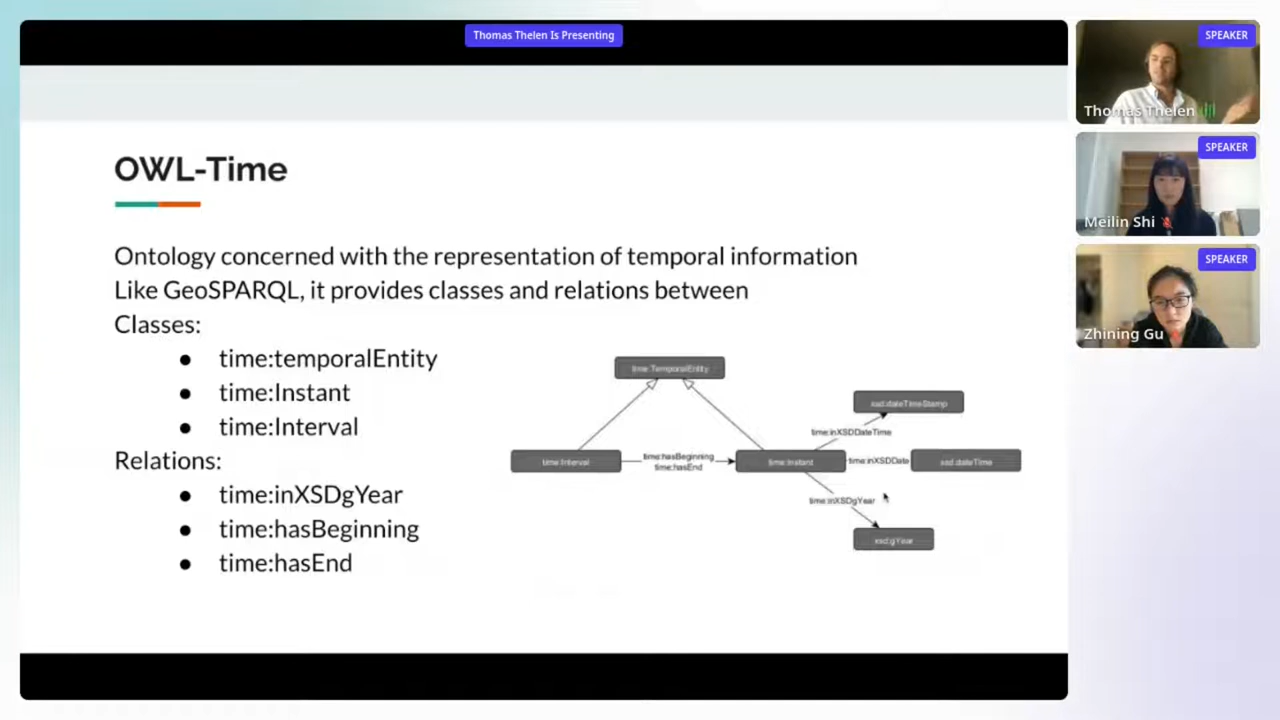 Thomas Thelen Is Presenting
OWL-Time
Ontology concerned with the representation of temporal information
Like GeoSPARQL, it provides classes and relations between
Classes:
● time:temporalEntity
● time:Instant
● time:Interval
Relations:
● time:inXSDgYear
● time:hasBeginning
● time:hasEnd
time:TemporalEntity
time:Interval
time:hasBeginning
time:hasEnd
time:Instant
time:inXSDDateTime
xsd:dateTimeStamp
time:inXSDDate
xsd:dateTime
time:inXSDgYear
xsd:gYear
SPEAKER
Thomas Thelen
SPEAKER
Meilin Shi
SPEAKER
Zhining Gu